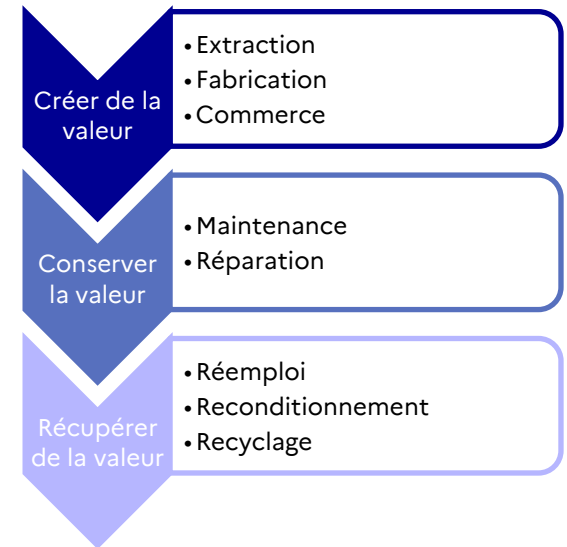 Créer de la
valeur
• Extraction
• Fabrication
• Commerce
Conserver
la valeur
• Maintenance
• Réparation
Récupérer
de la valeur
• Réemploi
• Reconditionnement
• Recyclage